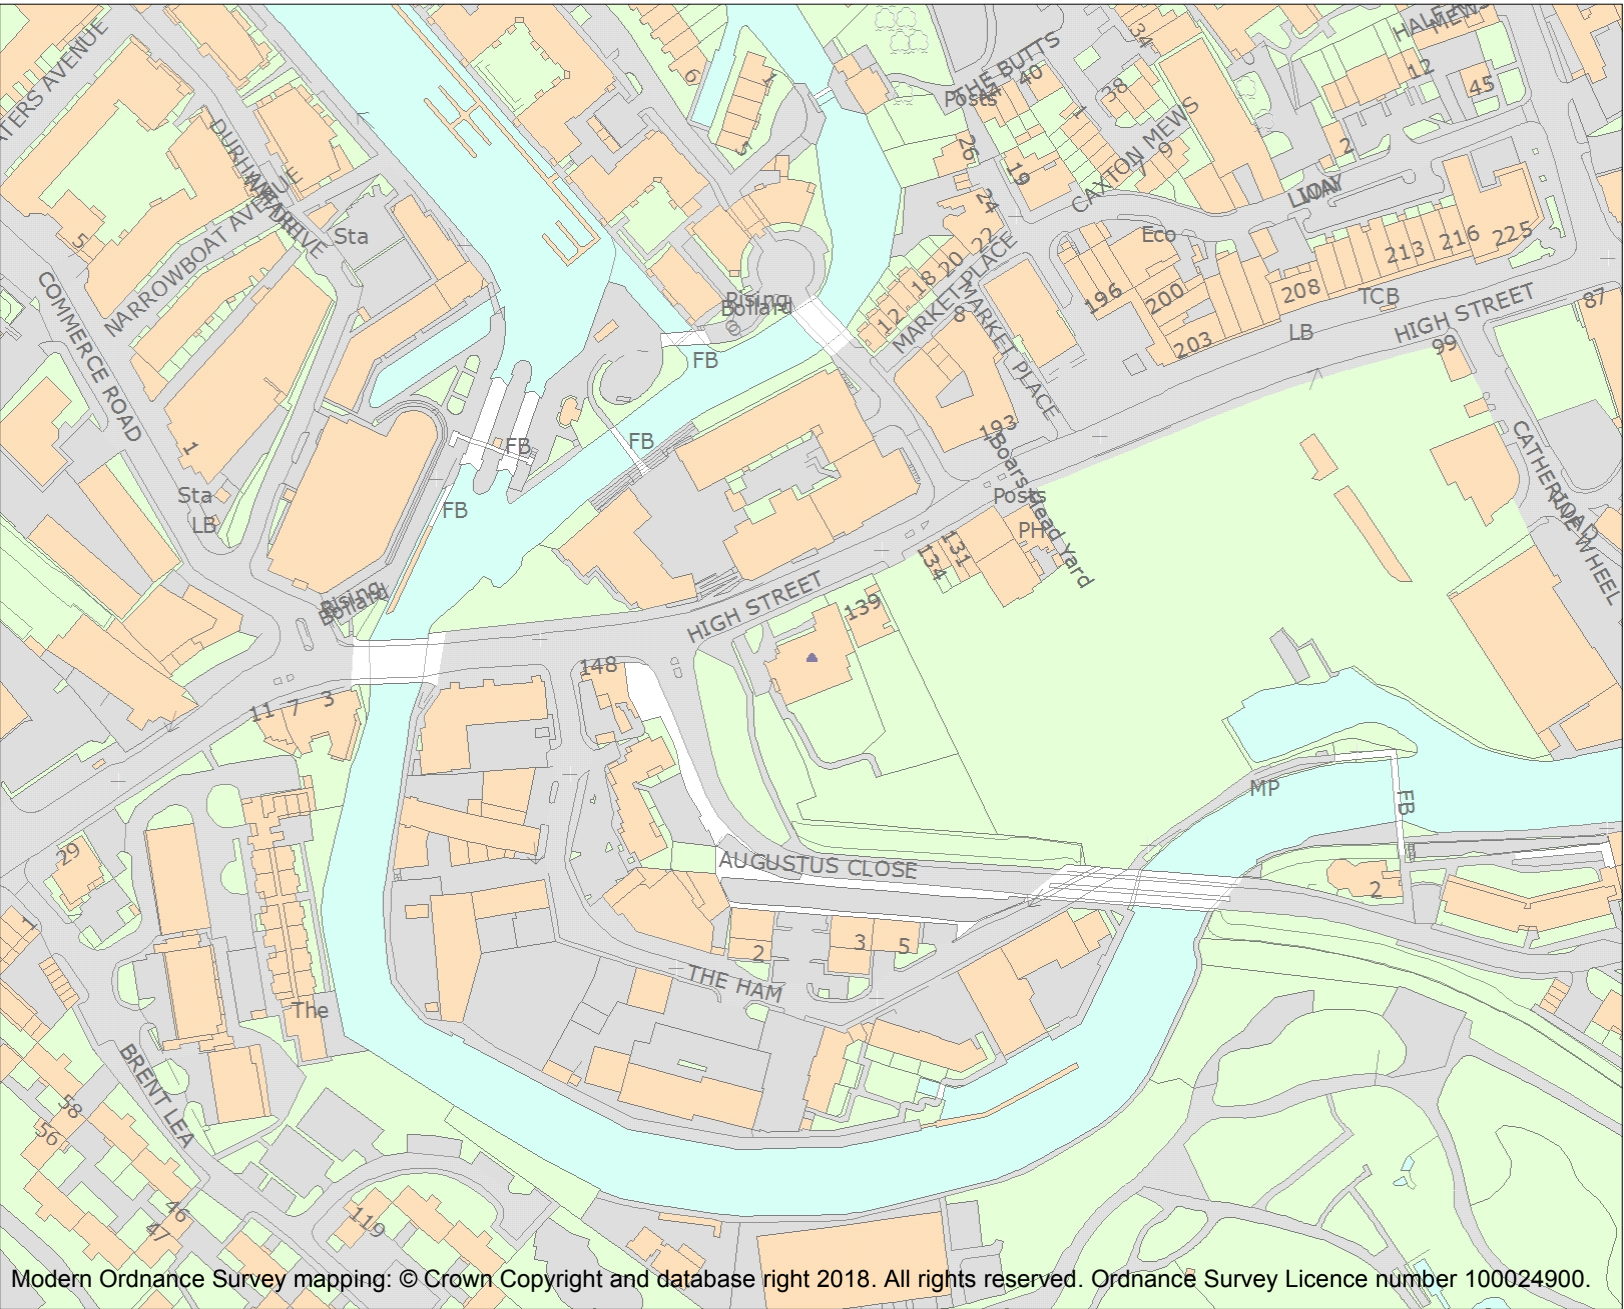 HALF
MEWS
THE BUTTS
34
40
44
Posts
38
1
12
45
2
CAXTON MEWS
9
7
26
19
24
22
20
18
12
MARKET PLACE
8
MARKET PLACE
6
1
5
DURHAM
WHARF
DRIVE
NARROWBOAT AVENUE
Sta
5
COMMERCE ROAD
1
Sta
LB
Rising
Bollard
FB
FB
FB
FB
Rising
Bollard
Eco
196
200
203
208
213
216
225
TCB
LB
HIGH STREET
87
99
193
Boars Head Yard
Posts
PH
131
134
139
HIGH STREET
148
CATHERINE WHEEL
ROAD
11
7
3
29
1
The
BRENT LEA
58
56
46
47
119
AUGUSTUS CLOSE
THE HAM
2
3
5
MP
FB
2
Modern Ordnance Survey mapping: © Crown Copyright and database right 2018. All rights reserved. Ordnance Survey Licence number 100024900.